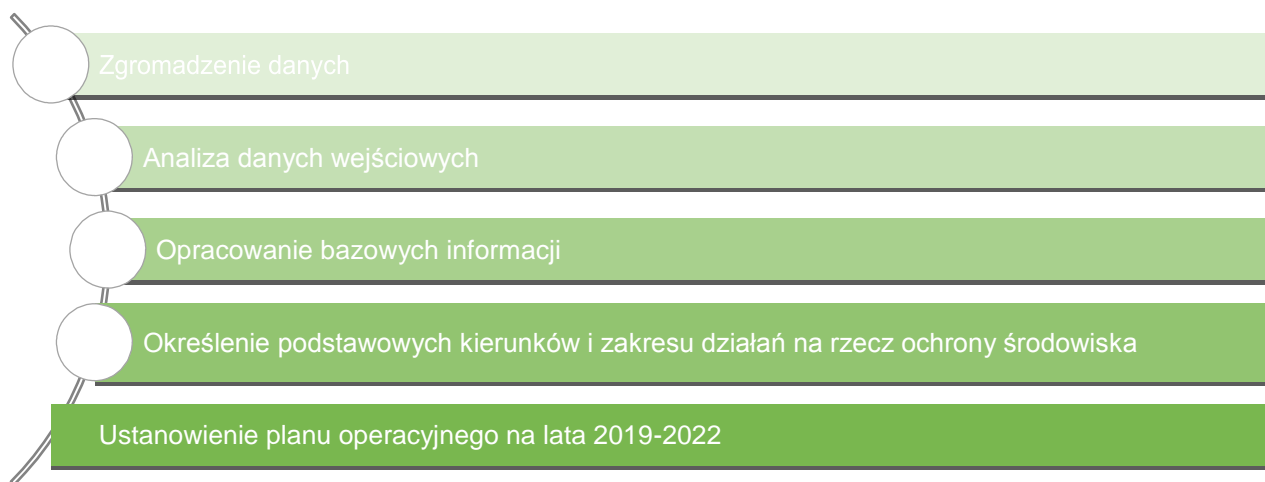 Zgromadzenie danych
Analiza danych wejściowych
Opracowanie bazowych informacji
Określenie podstawowych kierunków i zakresu działań na rzecz ochrony środowiska
Ustanowienie planu operacyjnego na lata 2019-2022